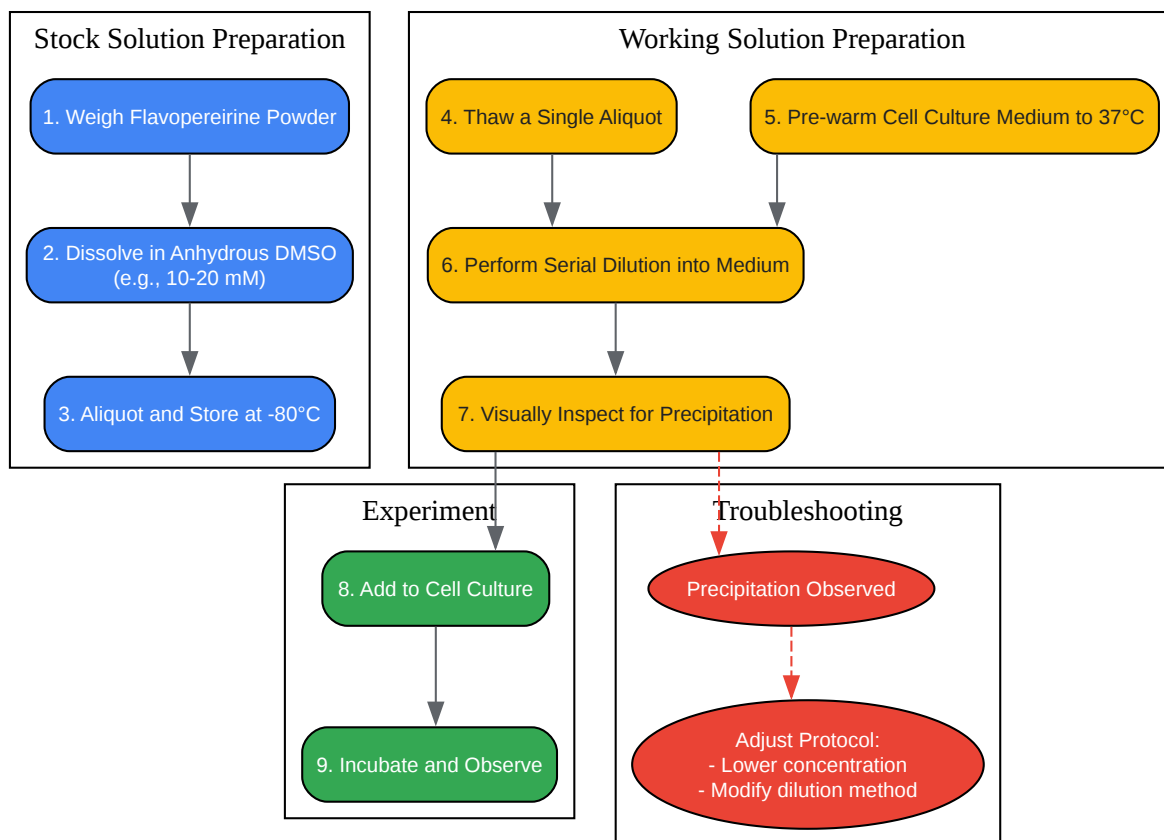 Stock Solution Preparation
1. Weigh Flavopereirine Powder
2. Dissolve in Anhydrous DMSO
(e.g., 10-20 mM)
3. Aliquot and Store at -80°C
Working Solution Preparation
4. Thaw a Single Aliquot
5. Pre-warm Cell Culture Medium to 37°C
6. Perform Serial Dilution into Medium
7. Visually Inspect for Precipitation
Experiment
8. Add to Cell Culture
9. Incubate and Observe
Troubleshooting
Precipitation Observed
Adjust Protocol:
- Lower concentration
- Modify dilution method